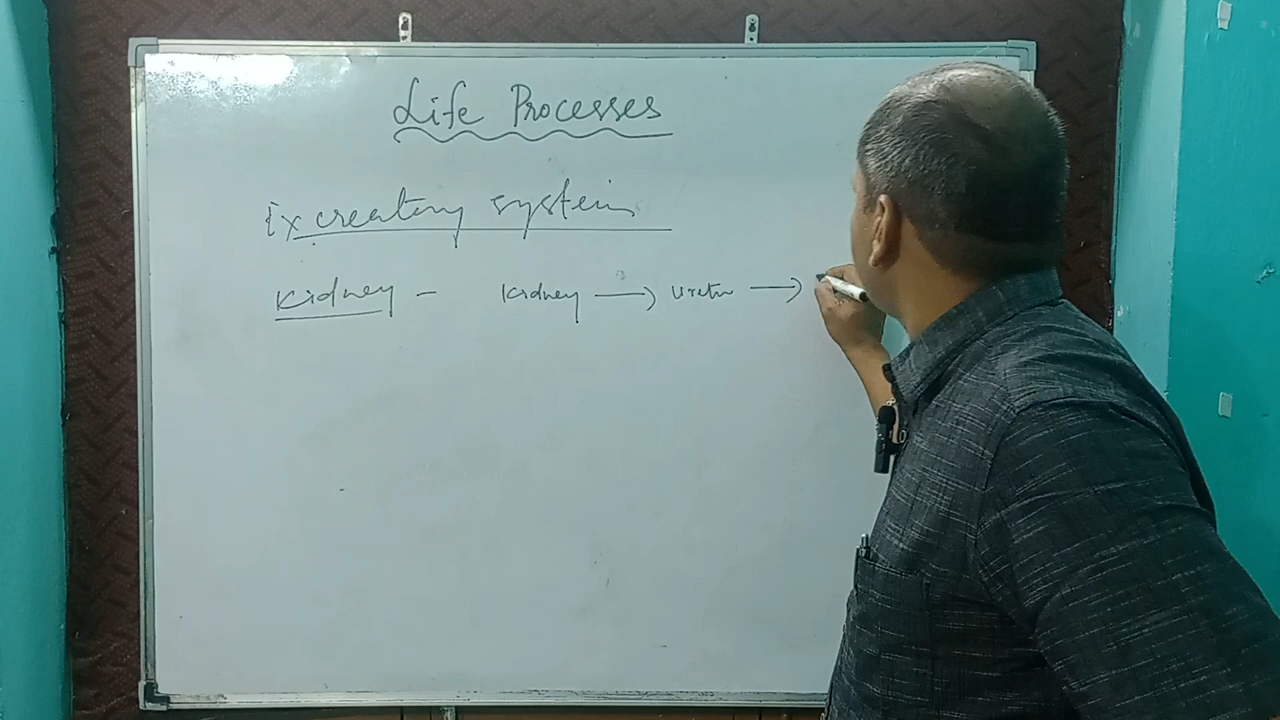 Life Processes
Excreatory system
Kidney - Kidney → Ureter →